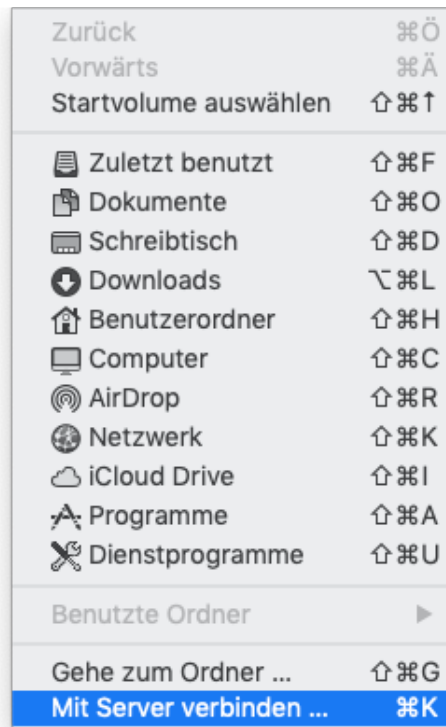 Zurück ⌘Ö
Vorwärts ⌘Ä
Startvolume auswählen ⇧⌘↑
Zuletzt benutzt ⇧⌘F
Dokumente ⇧⌘O
Schreibtisch ⇧⌘D
Downloads ⌥⌘L
Benutzerordner ⇧⌘H
Computer ⇧⌘C
AirDrop ⇧⌘R
Netzwerk ⇧⌘K
iCloud Drive ⇧⌘I
Programme ⇧⌘A
Dienstprogramme ⇧⌘U
Benutzte Ordner ▶
Gehe zum Ordner ... ⇧⌘G
Mit Server verbinden ... ⌘K